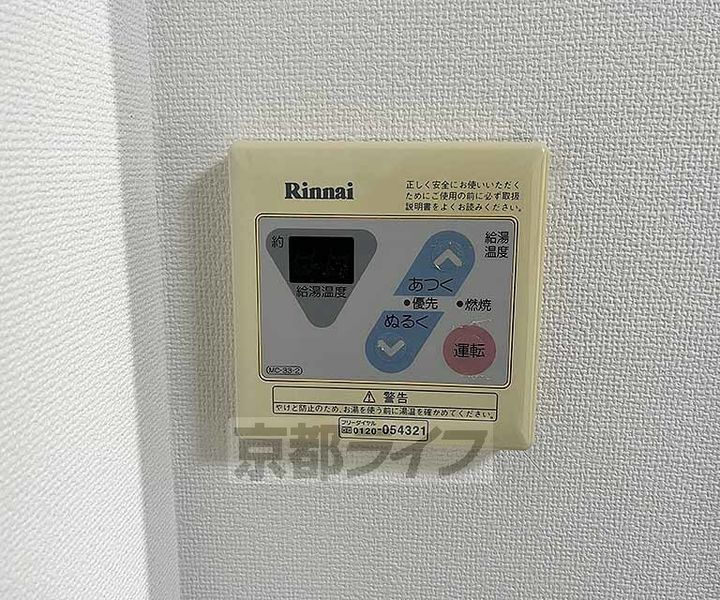 Rinnai
正しく安全にお使いいただく
ためにご使用の前に必ず取扱
説明書をよくお読みください。
約
給湯温度
給湯
温度
あつく
●優先 ●燃焼
ぬるく
運転
MC-33-2
⚠ 警告
やけど防止のため、お湯を使う前に湯温を確かめてください。
フリーダイヤル
0120-054321
京都ライフ